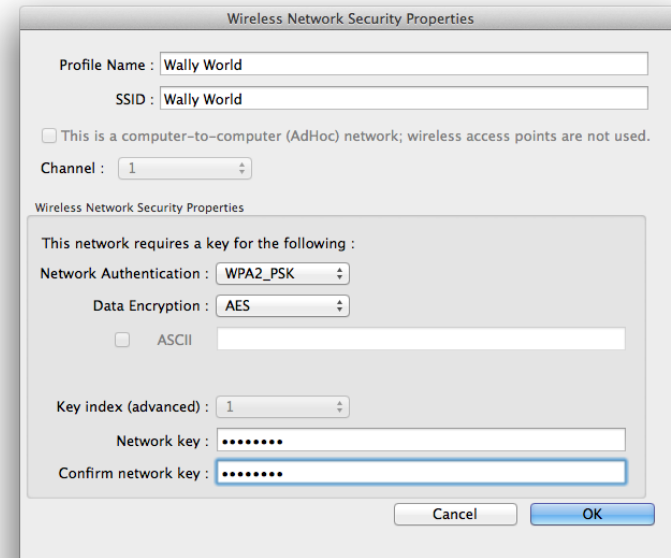 Wireless Network Security Properties
Profile Name : Wally World
SSID : Wally World
This is a computer-to-computer (AdHoc) network; wireless access points are not used.
Channel : 1
Wireless Network Security Properties
This network requires a key for the following :
Network Authentication : WPA2_PSK
Data Encryption : AES
ASCII
Key index (advanced) : 1
Network key : ••••••••
Confirm network key : ••••••••
Cancel OK